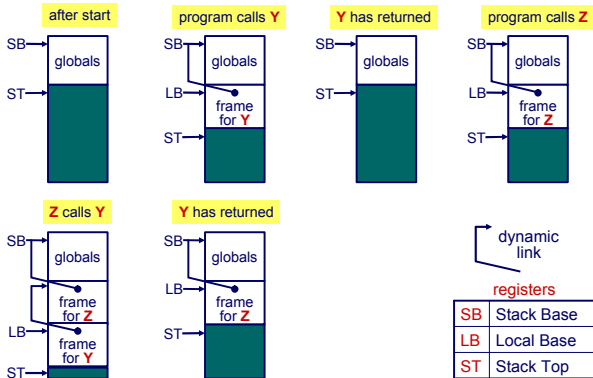 after start
SB
globals
ST
program calls Y
SB
globals
LB
frame
for Y
ST
Y has returned
SB
globals
ST
program calls Z
SB
globals
LB
frame
for Z
ST
Z calls Y
SB
globals
frame
for Z
LB
frame
for Y
ST
Y has returned
SB
globals
LB
frame
for Z
ST
dynamic
link
registers
SB Stack Base
LB Local Base
ST Stack Top